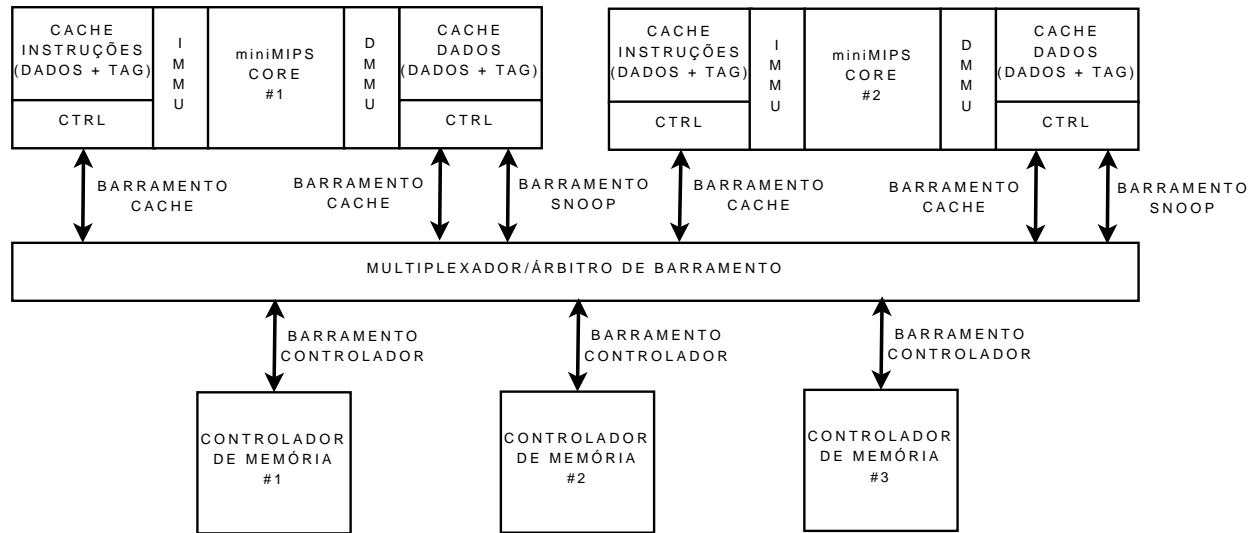 CACHE
INSTRUÇÕES
(DADOS + TAG)
CTRL
I
M
M
U
miniMIPS
CORE
#1
D
M
M
U
CACHE
DADOS
(DADOS + TAG)
CTRL
CACHE
INSTRUÇÕES
(DADOS + TAG)
CTRL
I
M
M
U
miniMIPS
CORE
#2
D
M
M
U
CACHE
DADOS
(DADOS + TAG)
CTRL
BARRAMENTO
CACHE
BARRAMENTO
CACHE
BARRAMENTO
SNOOP
BARRAMENTO
CACHE
BARRAMENTO
CACHE
BARRAMENTO
SNOOP
MULTIPLEXADOR/ÁRBITRO DE BARRAMENTO
BARRAMENTO
CONTROLADOR
BARRAMENTO
CONTROLADOR
BARRAMENTO
CONTROLADOR
CONTROLADOR
DE MEMÓRIA
#1
CONTROLADOR
DE MEMÓRIA
#2
CONTROLADOR
DE MEMÓRIA
#3